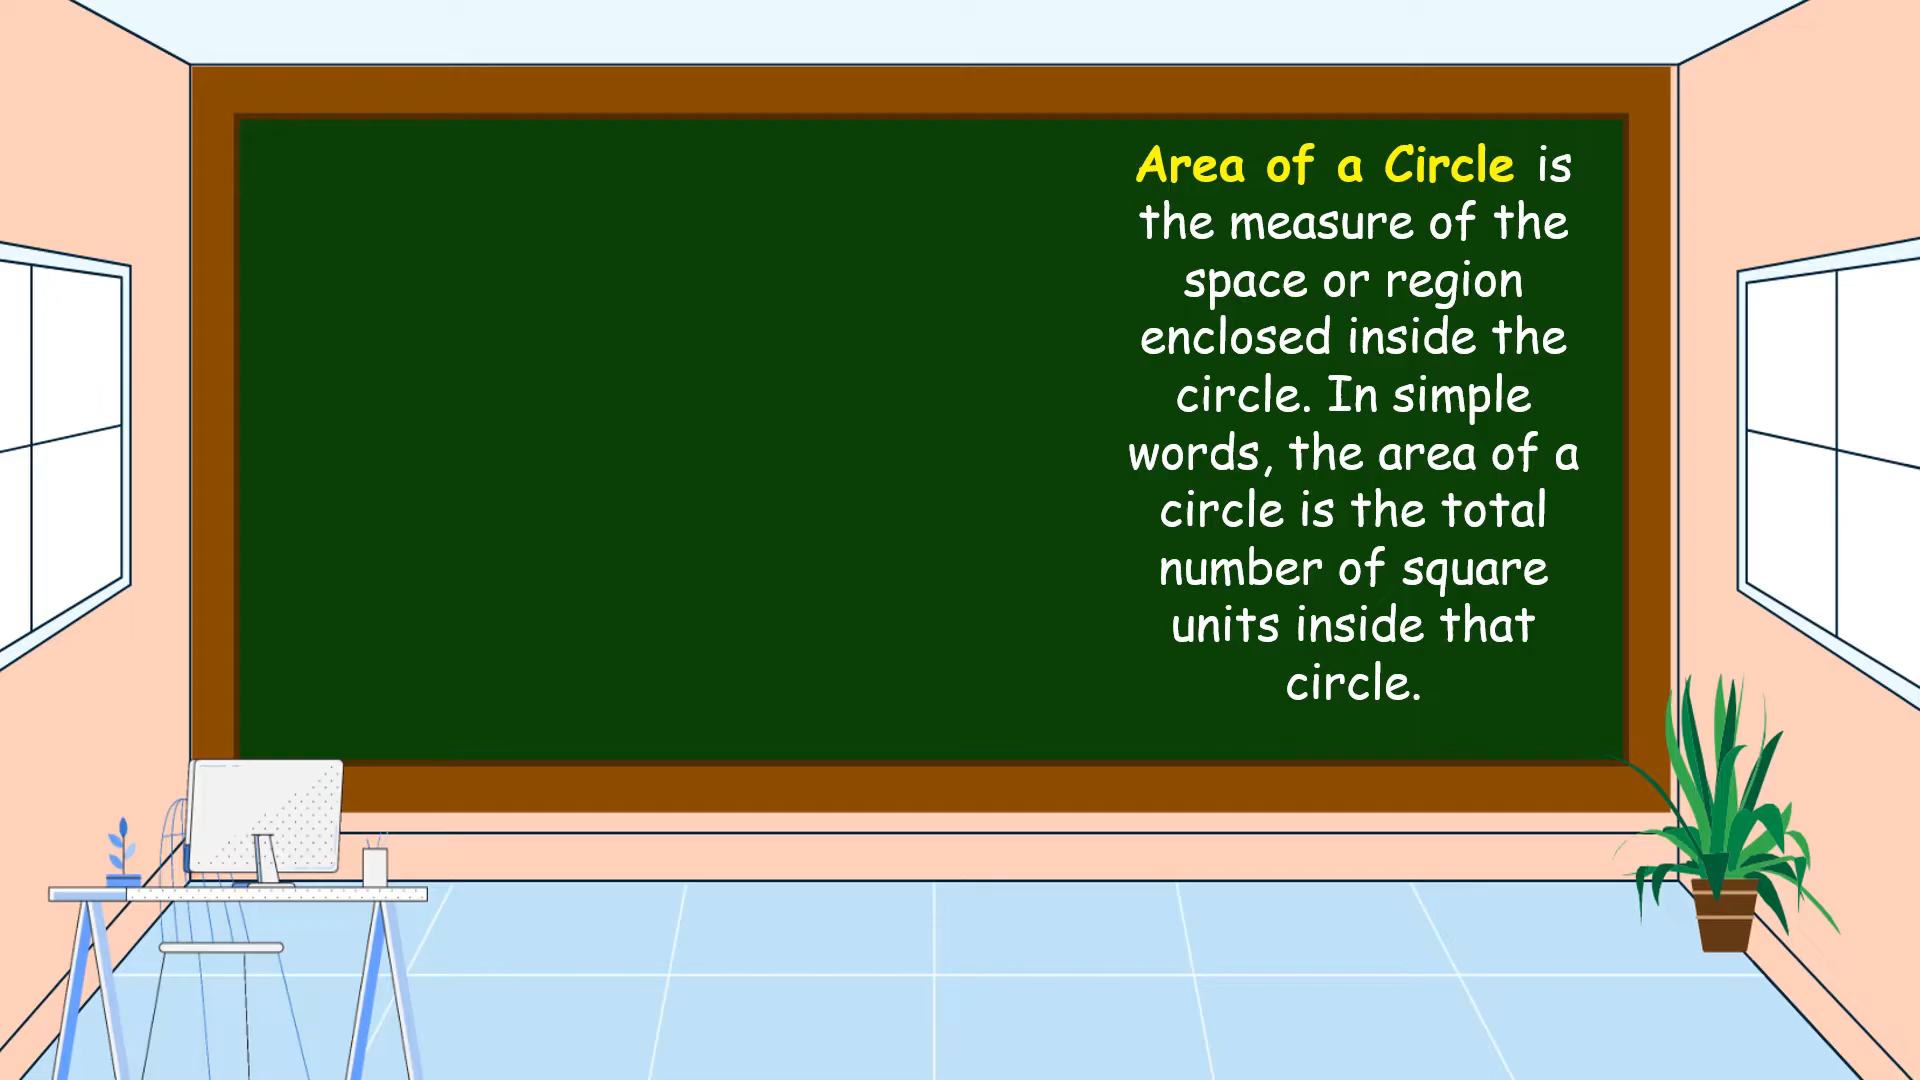 Area of a Circle is
the measure of the
space or region
enclosed inside the
circle. In simple
words, the area of a
circle is the total
number of square
units inside that
circle.